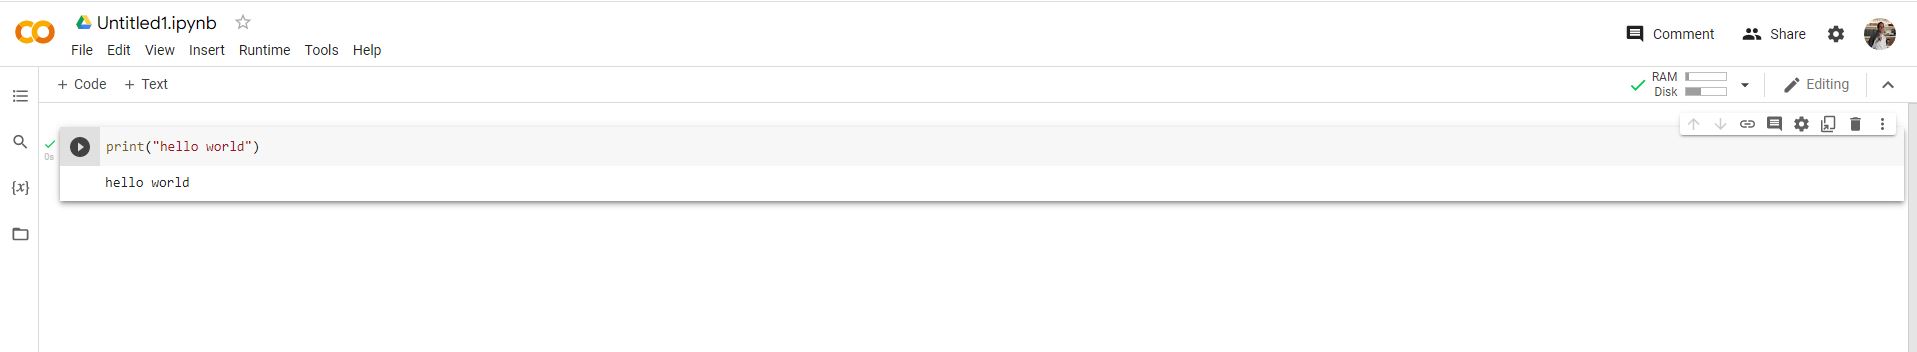 Untitled1.ipynb
File Edit View Insert Runtime Tools Help
Comment Share
+ Code + Text
RAM
Disk
Editing
print("hello world")
0s
{x}
hello world